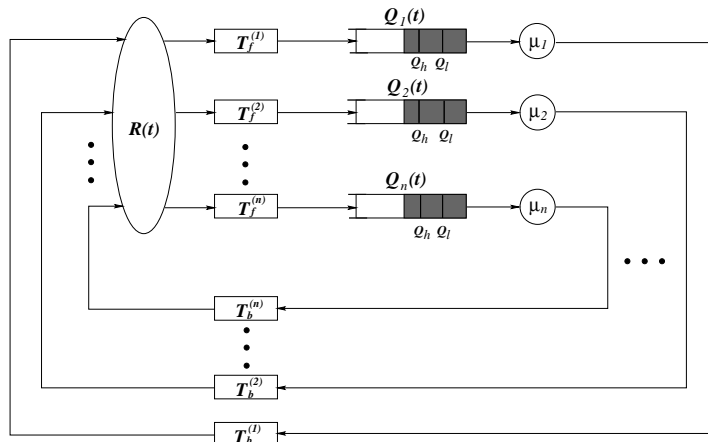 Q_1(t)
T_f^(1)
μ_1
Q_h Q_l
Q_2(t)
T_f^(2)
μ_2
Q_h Q_l
R(t)
Q_n(t)
T_f^(n)
μ_n
Q_h Q_l
T_b^(n)
T_b^(2)
T_b^(1)